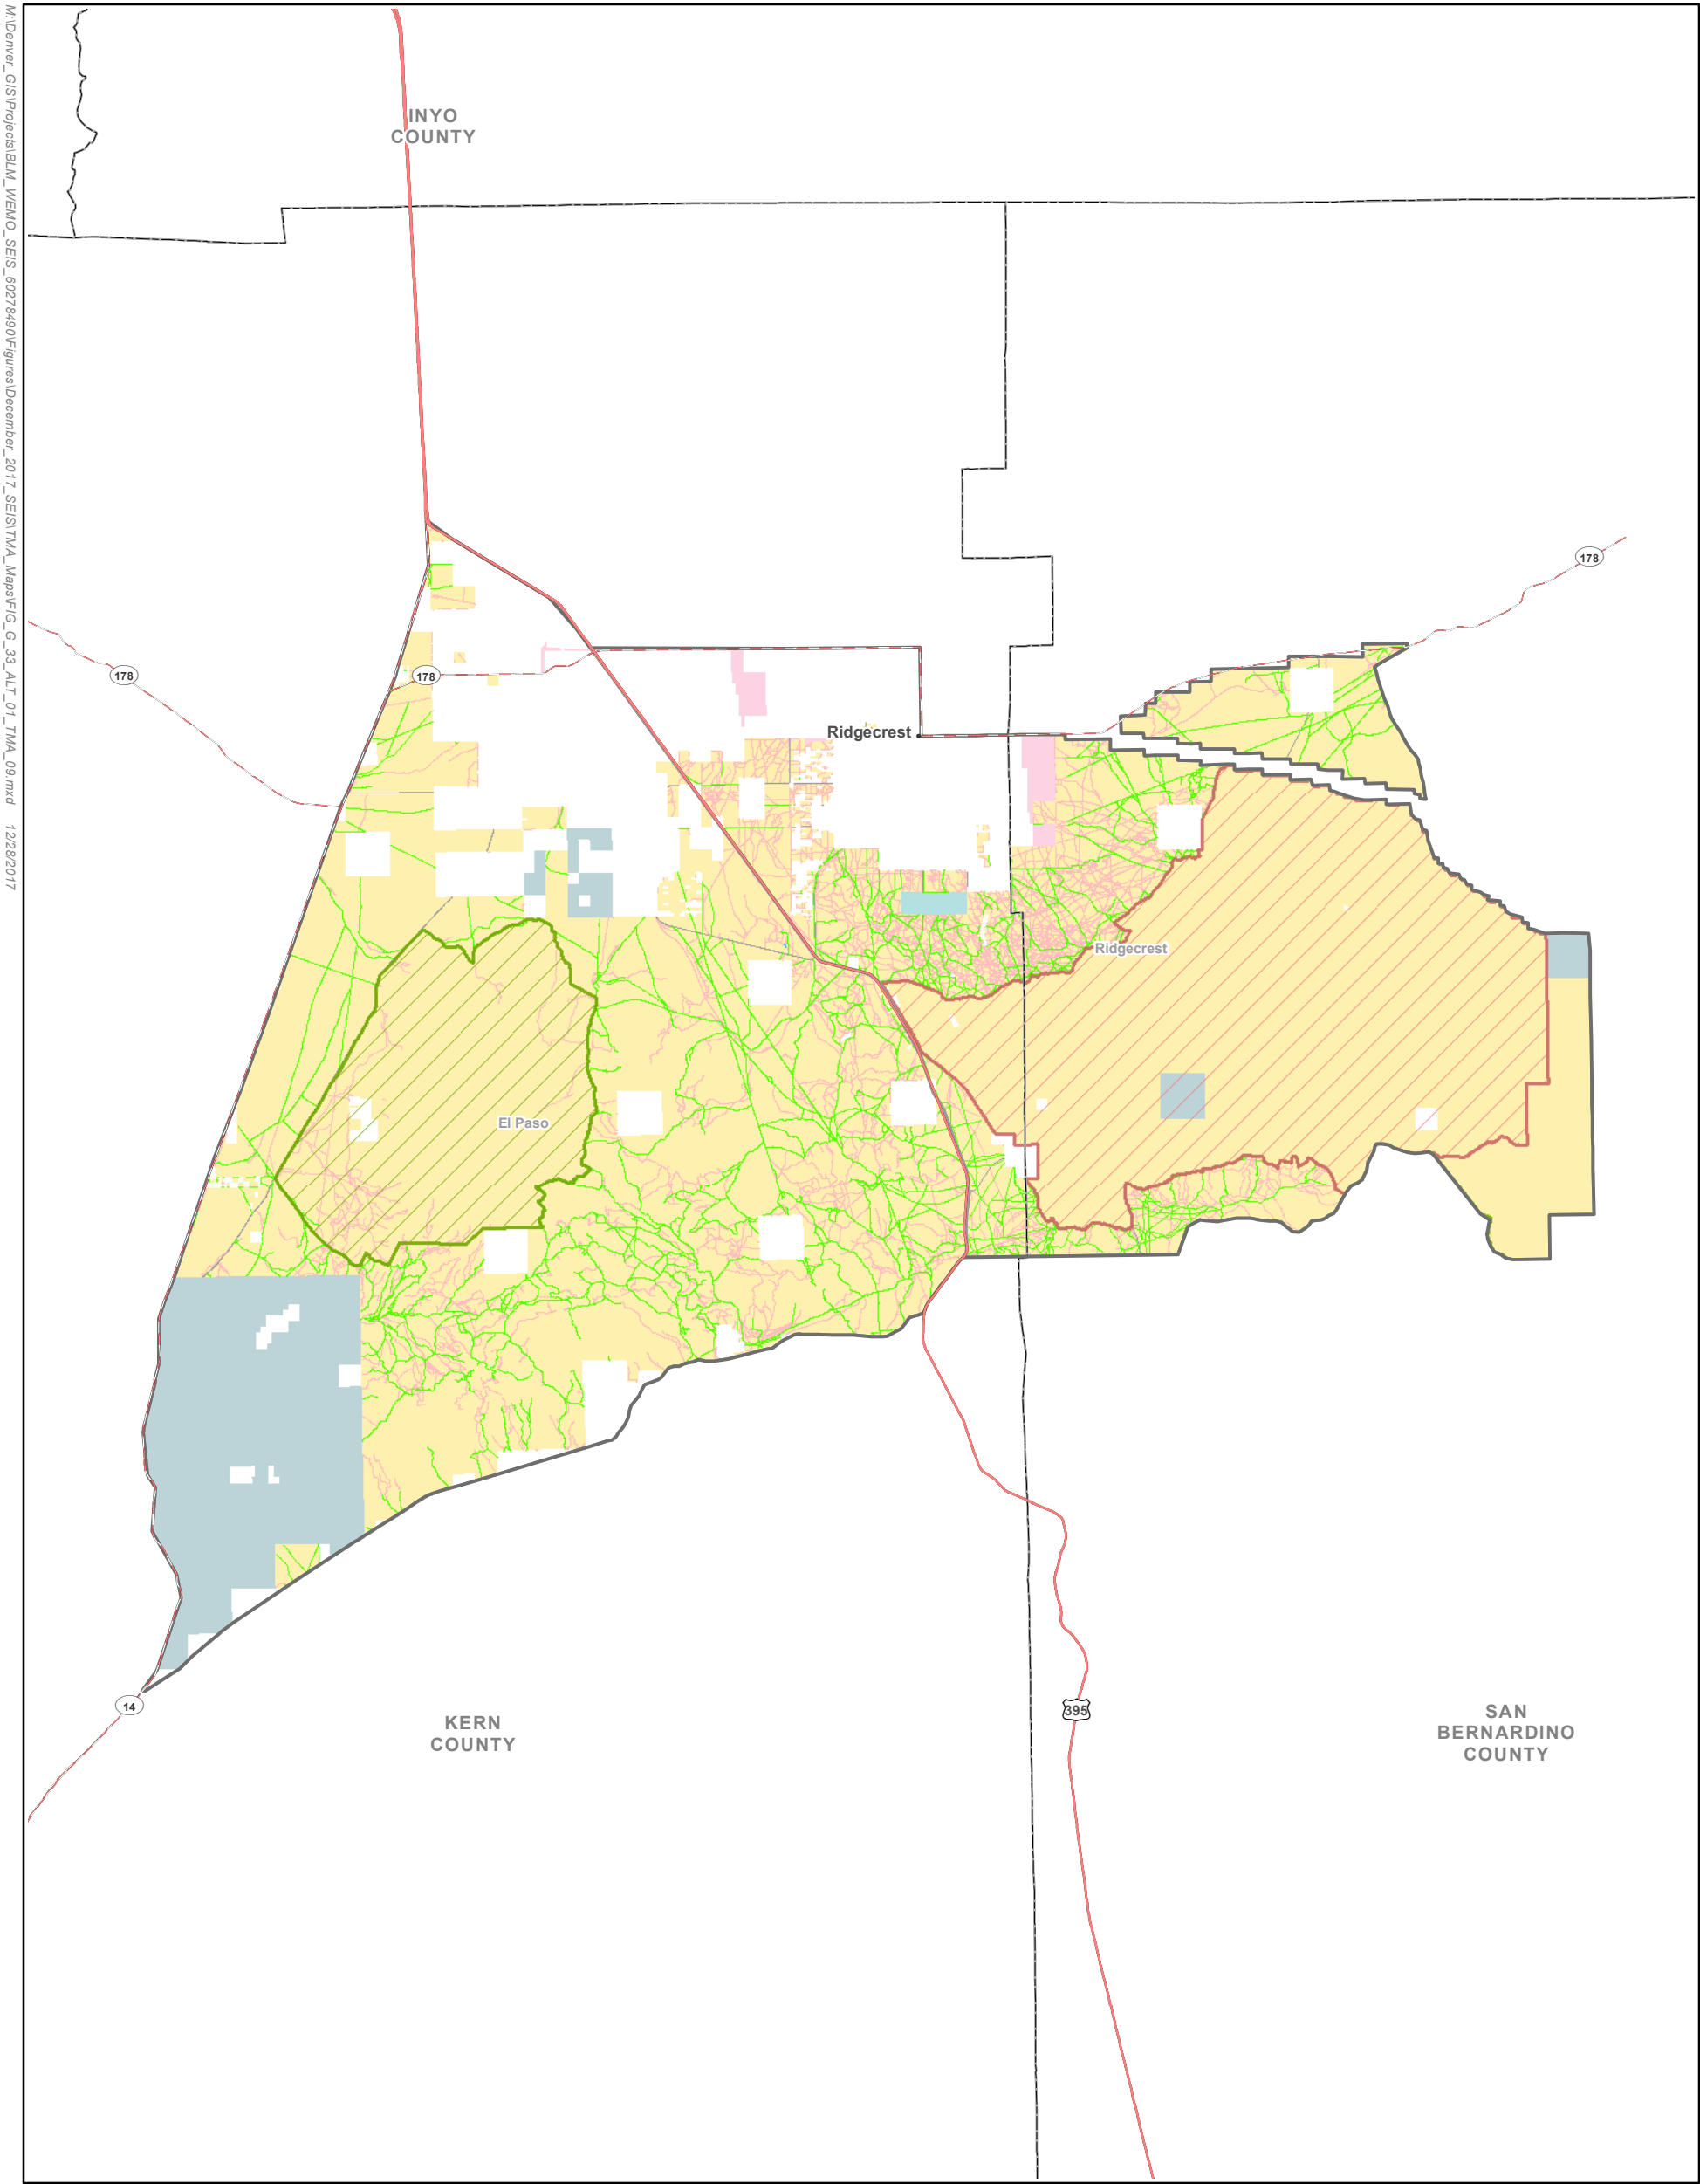 M:\Denver_GIS\Projects\BLM_WEMO_SEIS_60278490\Figures\December_2017_SEIS\TMA_Maps\FIG_G_33_ALT_01_TMA_09.mxd 12/28/2017
INYO
COUNTY
178
178
178
Ridgecrest
Ridgecrest
El Paso
14
395
KERN
COUNTY
SAN
BERNARDINO
COUNTY